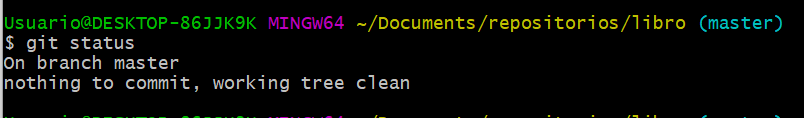 Usuario@DESKTOP-86JJK9K MINGW64 ~/Documents/repositorios/libro (master)
$ git status
On branch master
nothing to commit, working tree clean